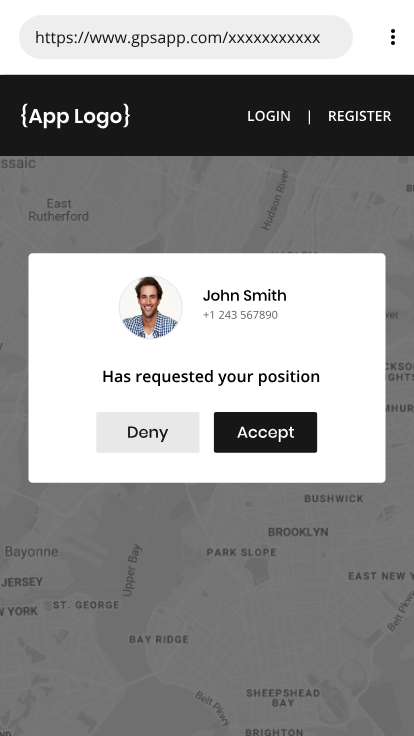 https://www.gpsapp.com/xxxxxxxxxxx
{App Logo}
LOGIN | REGISTER
ssaic
East
Rutherford
Hudson River
John Smith
+1 243 567890
Has requested your position
Deny
Accept
BUSHWICK
BROOKLYN
Bayonne
PARK SLOPE
Upper Bay
JERSEY
EAST NEW Y
W YORK
ST. GEORGE
Belt Pkwy
BAY RIDGE
SHEEPSHEAD
BAY
Belt Pkwy
BRIGHTON